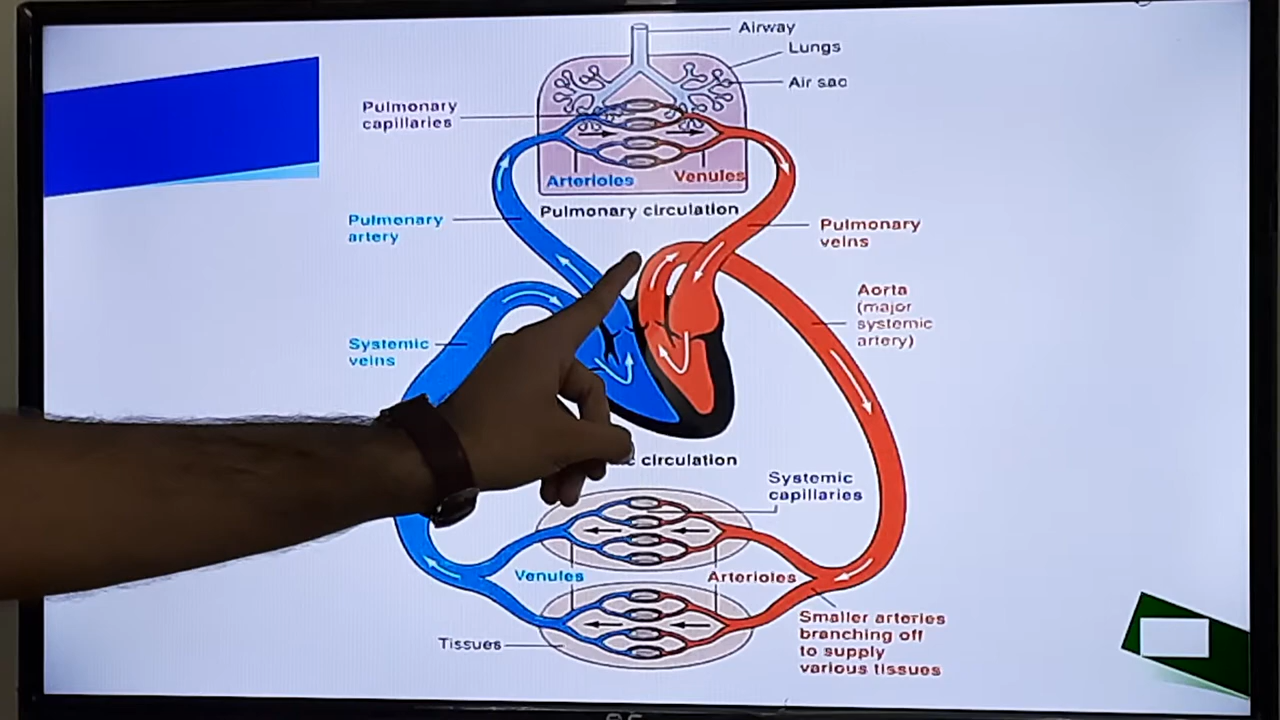 Airway
Lungs
Air sac
Pulmonary
capillaries
Arterioles
Venules
Pulmonary circulation
Pulmonary
artery
Pulmonary
veins
Aorta
(major
systemic
artery)
Systemic
veins
circulation
Systemic
capillaries
Venules
Arterioles
Tissues
Smaller arteries
branching off
to supply
various tissues